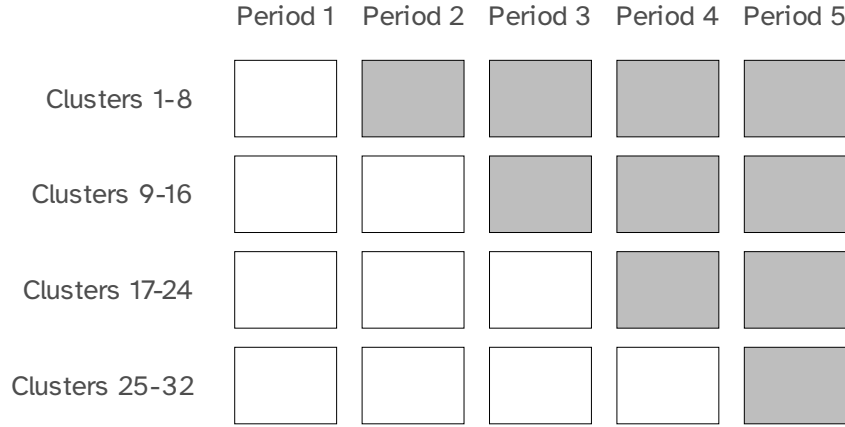 Period 1 Period 2 Period 3 Period 4 Period 5
Clusters 1-8
Clusters 9-16
Clusters 17-24
Clusters 25-32